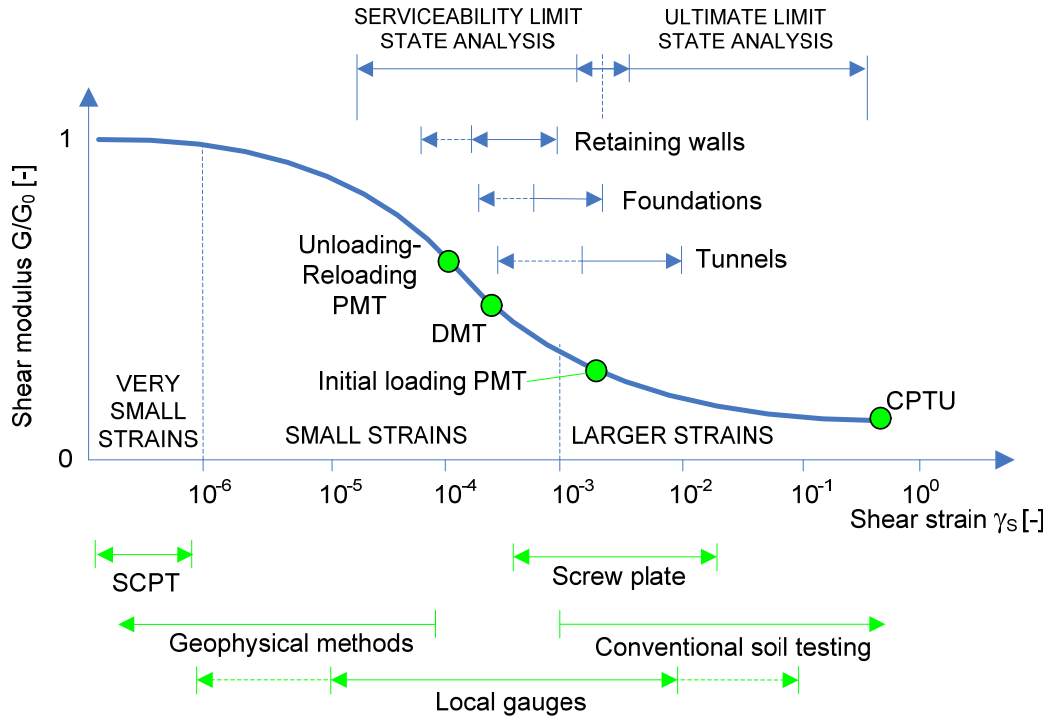 SERVICEABILITY LIMIT
STATE ANALYSIS
ULTIMATE LIMIT
STATE ANALYSIS
Shear modulus G/G₀ [-]
1
0
Retaining walls
Foundations
Tunnels
Unloading-
Reloading
PMT
DMT
Initial loading PMT
CPTU
VERY
SMALL
STRAINS
SMALL STRAINS
LARGER STRAINS
10⁻⁶
10⁻⁵
10⁻⁴
10⁻³
10⁻²
10⁻¹
10⁰
Shear strain γₛ [-]
SCPT
Screw plate
Geophysical methods
Conventional soil testing
Local gauges